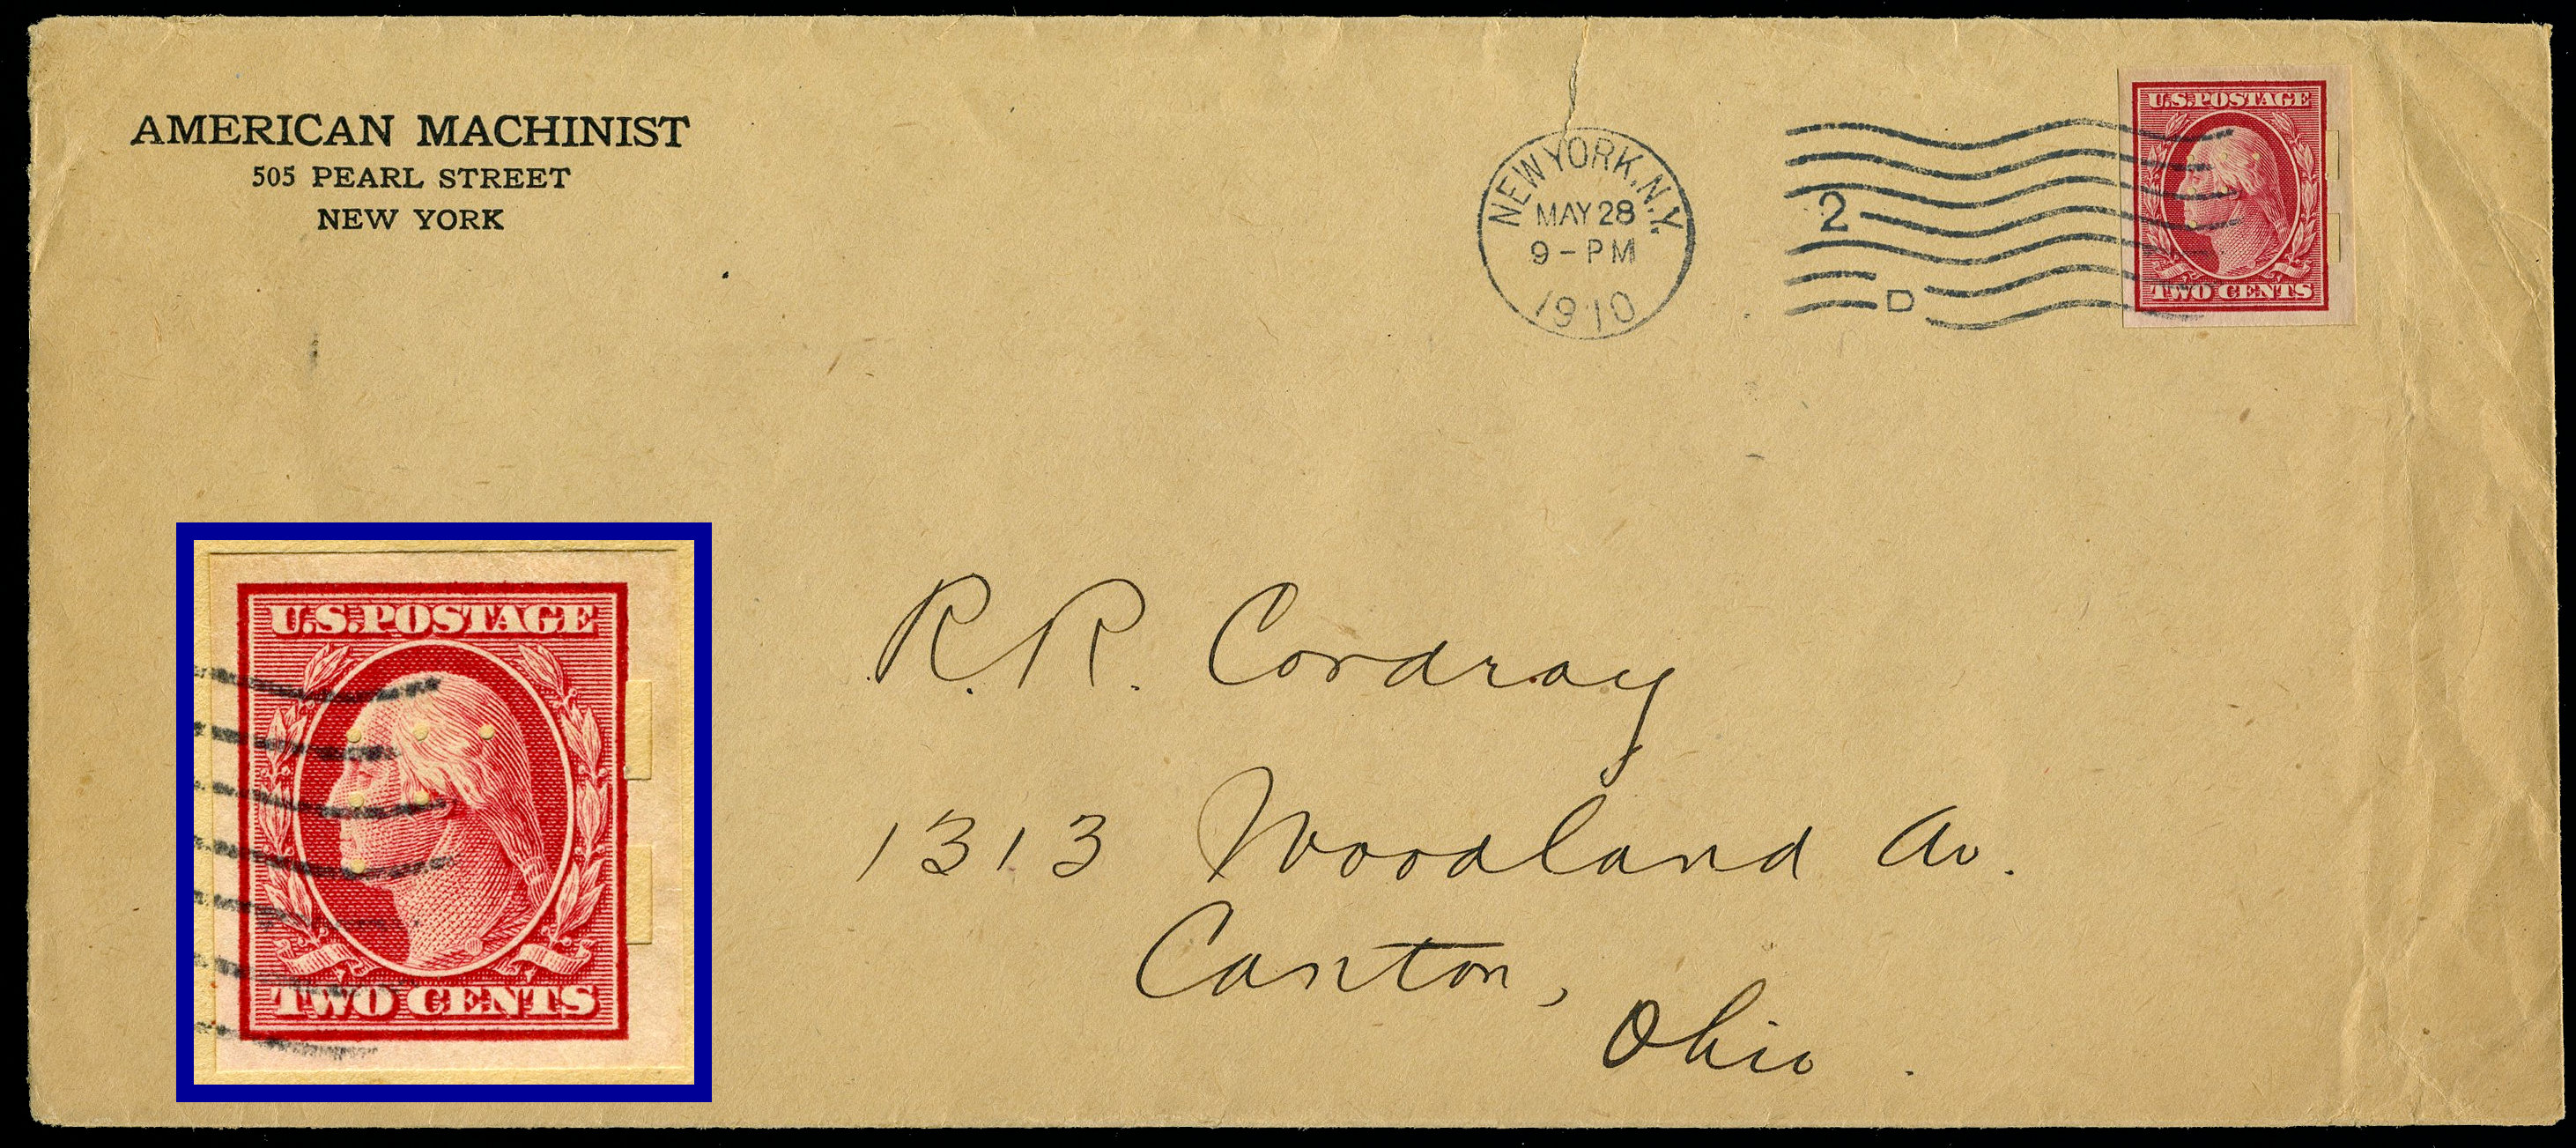 AMERICAN MACHINIST
505 PEARL STREET
NEW YORK
NEW YORK, N.Y.
MAY 28
9-PM
1910
2
D
U.S. POSTAGE
TWO CENTS
R. R. Cordray
1313 Woodland Av.
Canton,
Ohio.
U.S. POSTAGE
TWO CENTS